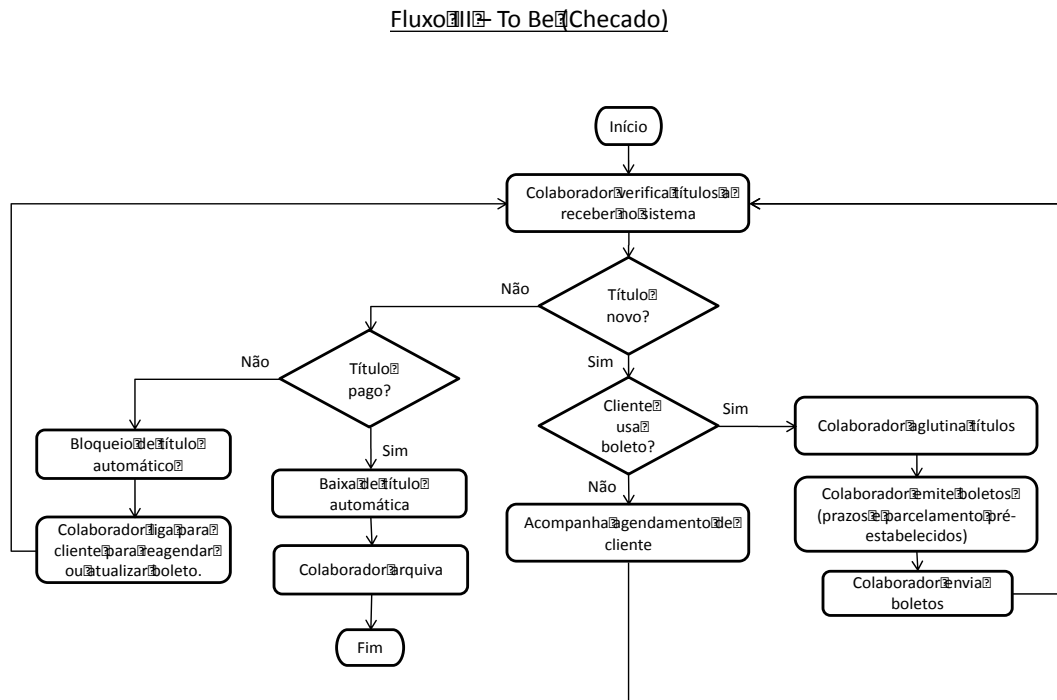 Fluxo III – To Be (Checado)
Início
Colaborador verifica títulos a
receber no sistema
Não
Título
novo?
Não
Título
pago?
Sim
Cliente
usa
boleto?
Sim
Colaborador aglutina títulos
Bloqueio de título
automático
Sim
Baixa de título
automática
Não
Colaborador emite boletos
(prazos e parcelamento pré-
estabelecidos)
Acompanha agendamento de
cliente
Colaborador liga para
cliente para reagendar
ou atualizar boleto.
Colaborador arquiva
Colaborador envia
boletos
Fim